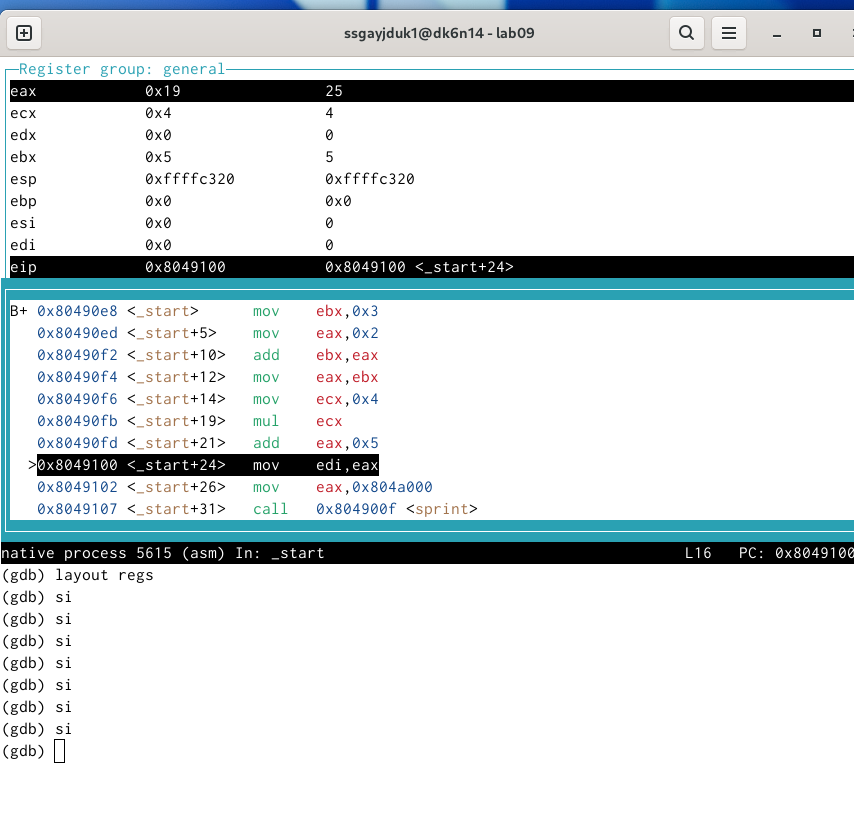 ssgayjduk1@dk6n14 - lab09
Register group: general
eax 0x19 25
ecx 0x4 4
edx 0x0 0
ebx 0x5 5
esp 0xffffc320 0xffffc320
ebp 0x0 0x0
esi 0x0 0
edi 0x0 0
eip 0x8049100 0x8049100 <_start+24>
B+ 0x80490e8 <_start> mov ebx,0x3
0x80490ed <_start+5> mov eax,0x2
0x80490f2 <_start+10> add ebx,eax
0x80490f4 <_start+12> mov eax,ebx
0x80490f6 <_start+14> mov ecx,0x4
0x80490fb <_start+19> mul ecx
0x80490fd <_start+21> add eax,0x5
>0x8049100 <_start+24> mov edi,eax
0x8049102 <_start+26> mov eax,0x804a000
0x8049107 <_start+31> call 0x804900f <sprint>
native process 5615 (asm) In: _start L16 PC: 0x8049100
(gdb) layout regs
(gdb) si
(gdb) si
(gdb) si
(gdb) si
(gdb) si
(gdb) si
(gdb) si
(gdb)